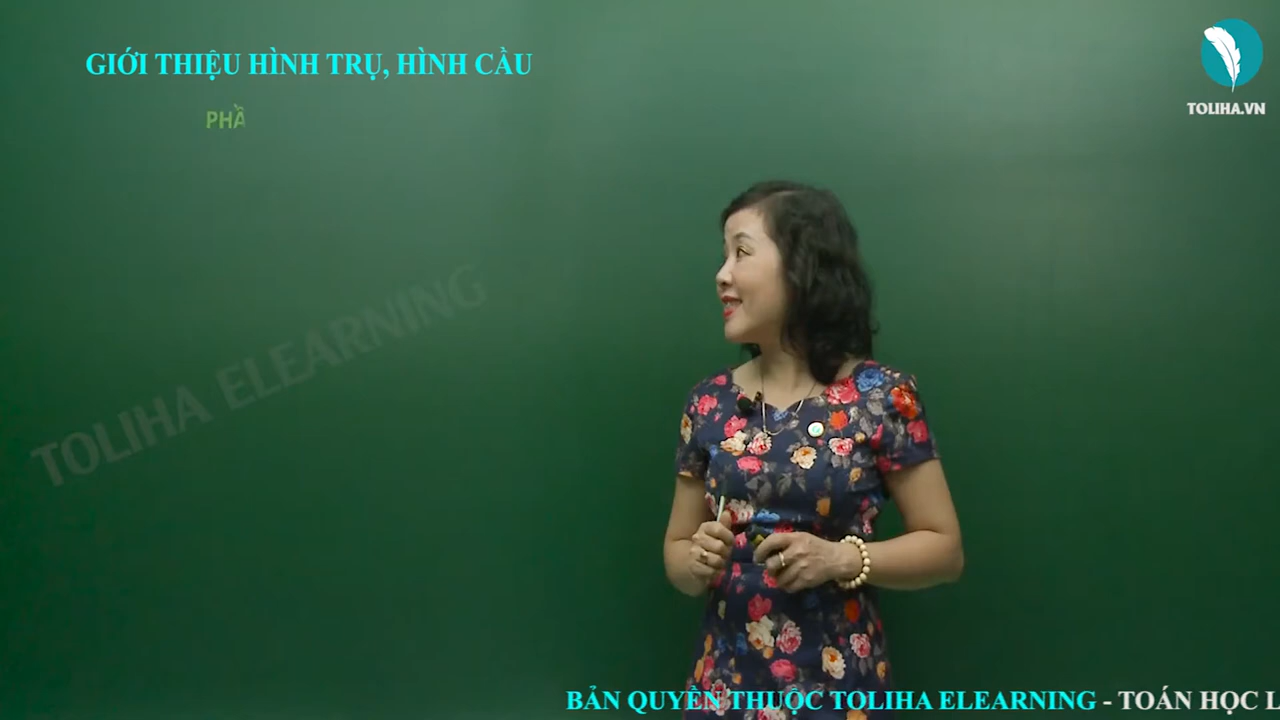 GIỚI THIỆU HÌNH TRỤ, HÌNH CẦU
PHẦ
TOLIHA.VN
TOLIHA ELEARNING
BẢN QUYỀN THUỘC TOLIHA ELEARNING - TOÁN HỌC L